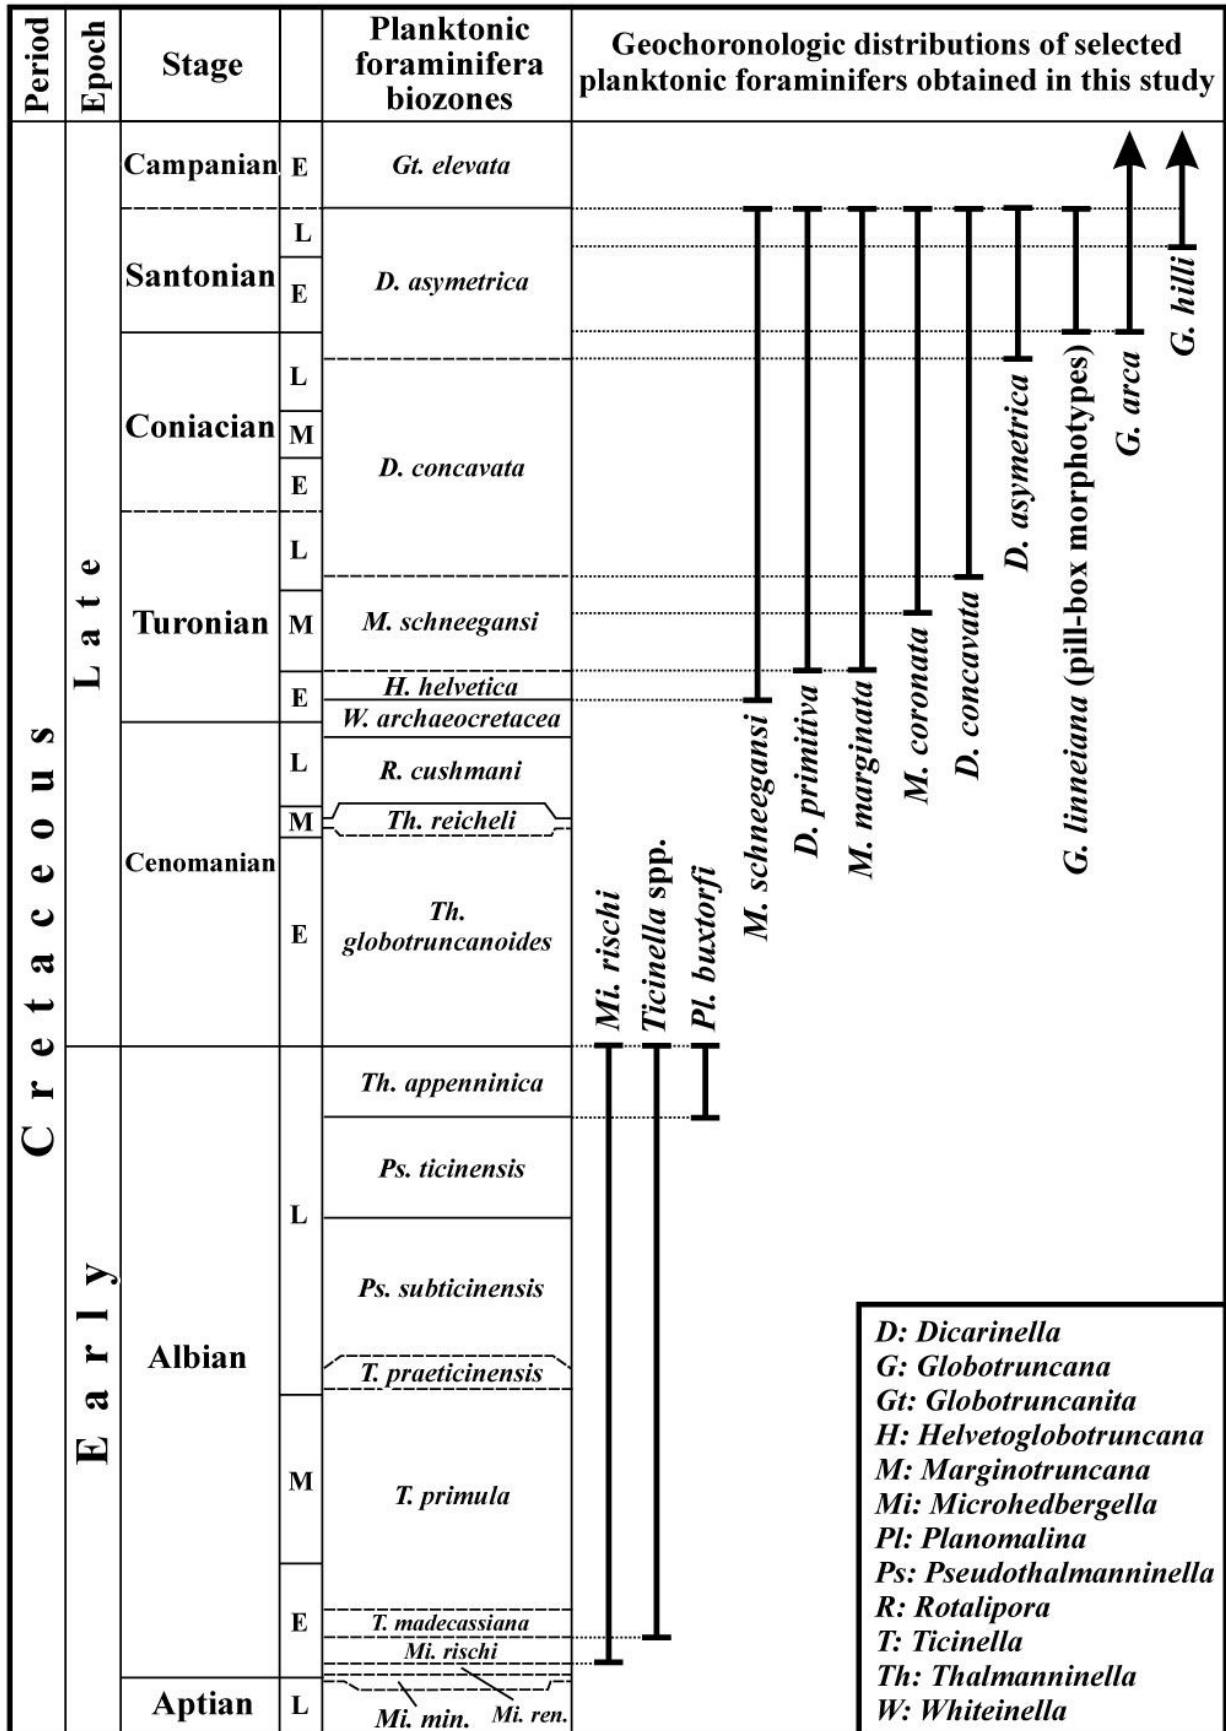 Period
Epoch
Stage
Planktonic
foraminifera
biozones
Geochoronologic distributions of selected
planktonic foraminifers obtained in this study
Cretaceous
Late
Early
Campanian
E
Gt. elevata
Santonian
L
E
D. asymetrica
Coniacian
L
M
E
D. concavata
Turonian
L
M
E
M. schneegansi
H. helvetica
W. archaeocretacea
Cenomanian
L
M
E
R. cushmani
Th. reicheli
Th.
globotruncanoides
Albian
L
M
E
Th. appenninica
Ps. ticinensis
Ps. subticinensis
T. praeticinensis
T. primula
T. madecassiana
Mi. rischi
Aptian
L
Mi. min.
Mi. ren.
Mi. rischi
Ticinella spp.
Pl. buxtorfi
M. schneegansi
D. primitiva
M. marginata
M. coronata
D. concavata
D. asymetrica
G. linneiana (pill-box morphotypes)
G. arca
G. hilli
D: Dicarinella
G: Globotruncana
Gt: Globotruncanita
H: Helvetoglobotruncana
M: Marginotruncana
Mi: Microhedbergella
Pl: Planomalina
Ps: Pseudothalmanninella
R: Rotalipora
T: Ticinella
Th: Thalmanninella
W: Whiteinella